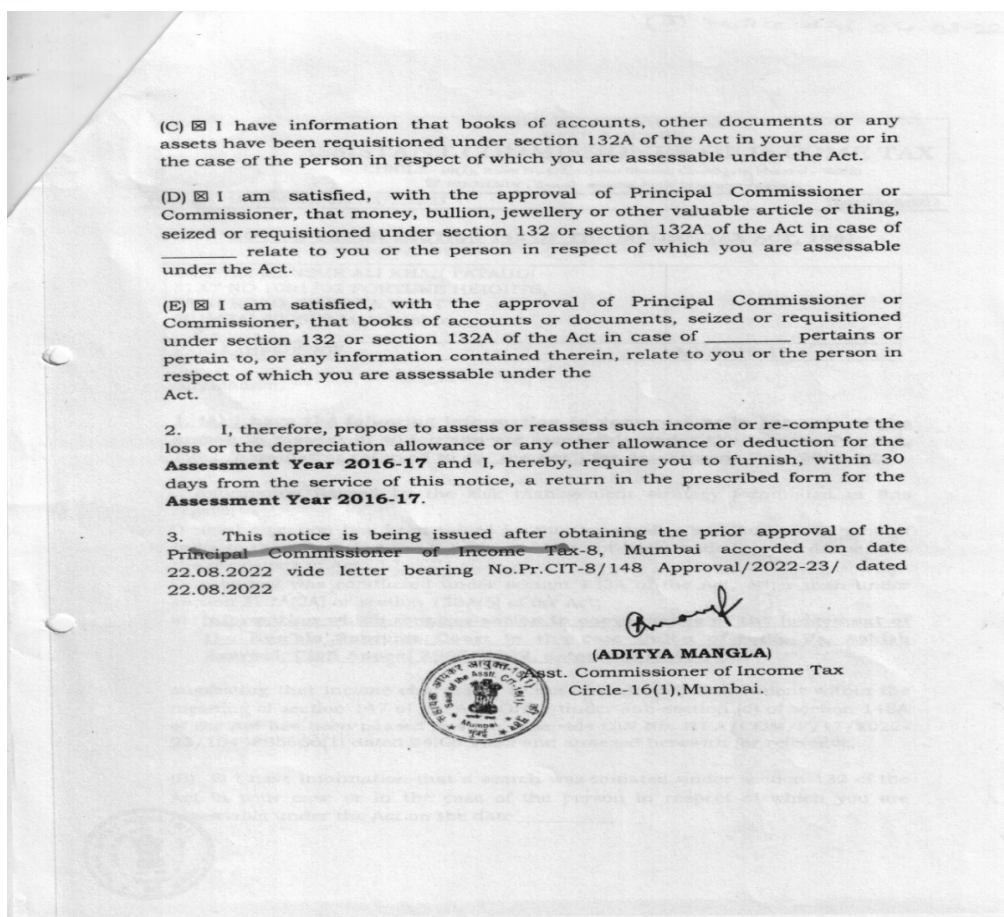 (C) ☒ I have information that books of accounts, other documents or any
assets have been requisitioned under section 132A of the Act in your case or in
the case of the person in respect of which you are assessable under the Act.
(D) ☒ I am satisfied, with the approval of Principal Commissioner or
Commissioner, that money, bullion, jewellery or other valuable article or thing,
seized or requisitioned under section 132 or section 132A of the Act in case of
________ relate to you or the person in respect of which you are assessable
under the Act.
(E) ☒ I am satisfied, with the approval of Principal Commissioner or
Commissioner, that books of accounts or documents, seized or requisitioned
under section 132 or section 132A of the Act in case of _________ pertains or
pertain to, or any information contained therein, relate to you or the person in
respect of which you are assessable under the
Act.
2. I, therefore, propose to assess or reassess such income or re-compute the
loss or the depreciation allowance or any other allowance or deduction for the
Assessment Year 2016-17 and I, hereby, require you to furnish, within 30
days from the service of this notice, a return in the prescribed form for the
Assessment Year 2016-17.
3. This notice is being issued after obtaining the prior approval of the
Principal Commissioner of Income Tax-8, Mumbai accorded on date
22.08.2022 vide letter bearing No.Pr.CIT-8/148 Approval/2022-23/ dated
22.08.2022
(ADITYA MANGLA)
Asst. Commissioner of Income Tax
Circle-16(1),Mumbai.
Mumbai
मुंबई